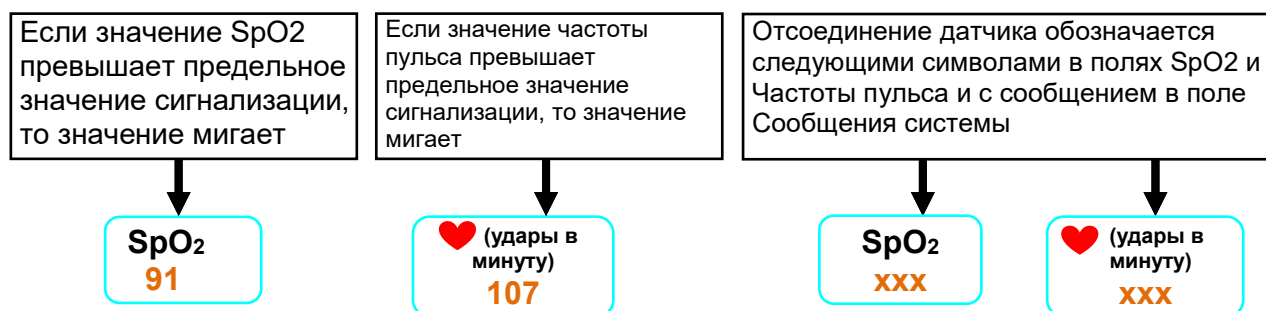 Если значение SpO2
превышает предельное
значение сигнализации,
то значение мигает
Если значение частоты
пульса превышает
предельное значение
сигнализации, то значение
мигает
Отсоединение датчика обозначается
следующими символами в полях SpO2 и
Частоты пульса и с сообщением в поле
Сообщения системы
SpO2
91
(удары в
минуту)
107
SpO2
xxx
(удары в
минуту)
xxx